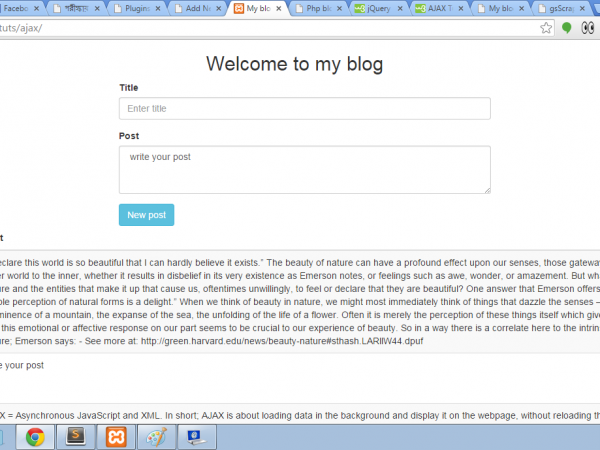 Facebo
Plugins
Add Ne
My blo
Php blo
jQuery
AJAX T
My blo
gsScrap
tuts/ajax/
Welcome to my blog
Title
Enter title
Post
write your post
New post
t
eclare this world is so beautiful that I can hardly believe it exists.” The beauty of nature can have a profound effect upon our senses, those gateway
er world to the inner, whether it results in disbelief in its very existence as Emerson notes, or feelings such as awe, wonder, or amazement. But wha
ure and the entities that make it up that cause us, oftentimes unwillingly, to feel or declare that they are beautiful? One answer that Emerson offers
ple perception of natural forms is a delight.” When we think of beauty in nature, we might most immediately think of things that dazzle the senses –
minence of a mountain, the expanse of the sea, the unfolding of the life of a flower. Often it is merely the perception of these things itself which give
this emotional or affective response on our part seems to be crucial to our experience of beauty. So in a way there is a correlate here to the intrin
ure; Emerson says: - See more at: http://green.harvard.edu/news/beauty-nature#sthash.LARIlW44.dpuf
e your post
X = Asynchronous JavaScript and XML. In short; AJAX is about loading data in the background and display it on the webpage, without reloading th